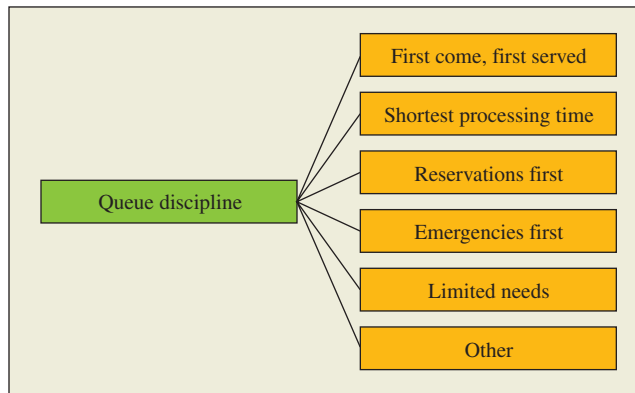 First come, first served
Shortest processing time
Reservations first
Queue discipline
Emergencies first
Limited needs
Other